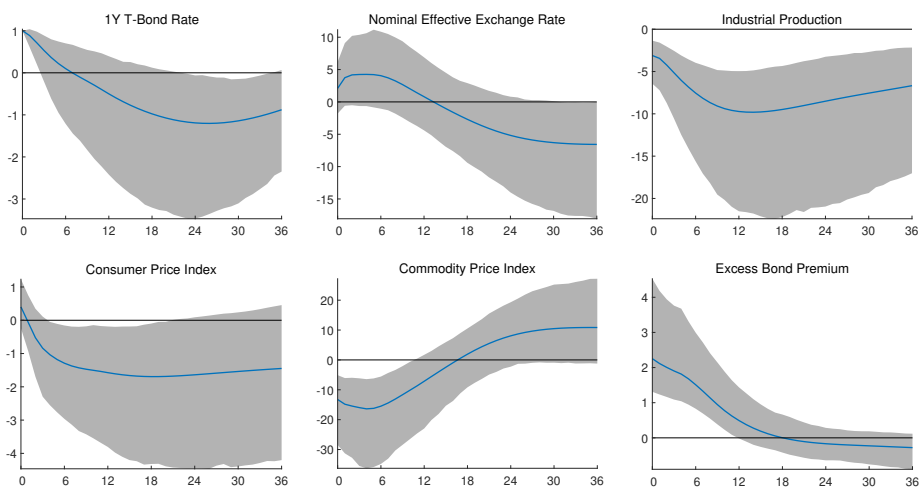 1Y T-Bond Rate
1
0
-1
-2
-3
0 6 12 18 24 30 36
Nominal Effective Exchange Rate
10
5
0
-5
-10
-15
0 6 12 18 24 30 36
Industrial Production
0
-5
-10
-15
-20
0 6 12 18 24 30 36
Consumer Price Index
1
0
-1
-2
-3
-4
0 6 12 18 24 30 36
Commodity Price Index
20
10
0
-10
-20
-30
0 6 12 18 24 30 36
Excess Bond Premium
4
3
2
1
0
0 6 12 18 24 30 36